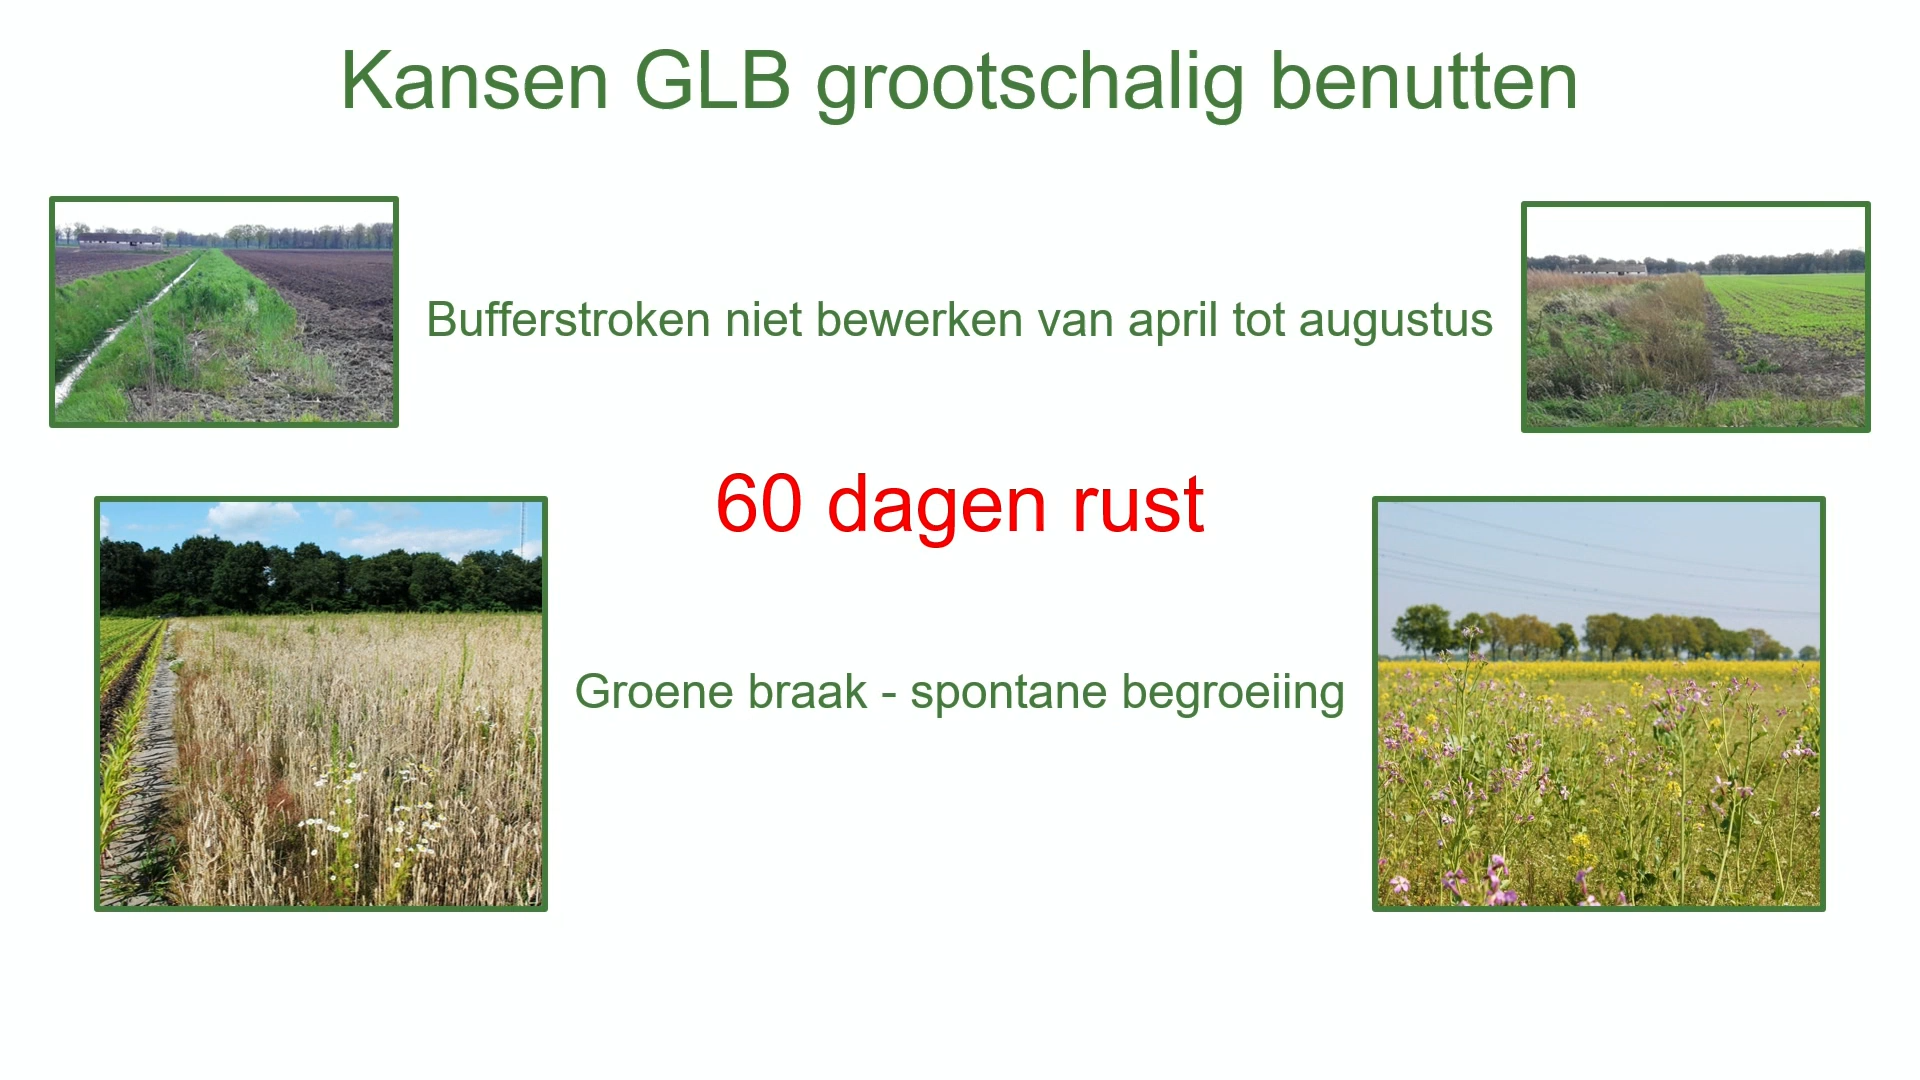 Kansen GLB grootschalig benutten
Bufferstroken niet bewerken van april tot augustus
60 dagen rust
Groene braak - spontane begroeiing